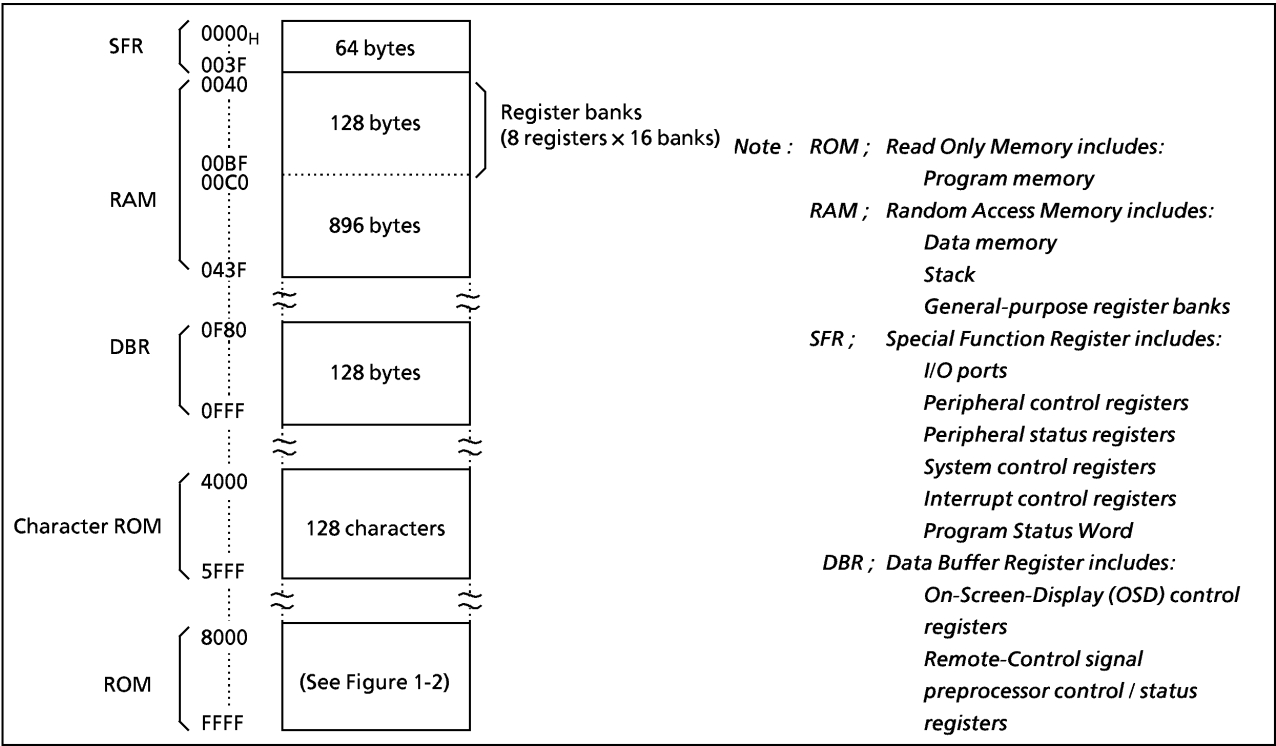 SFR
0000H
003F
64 bytes
RAM
0040
00BF
128 bytes
Register banks
(8 registers × 16 banks)
00C0
043F
896 bytes
DBR
0F80
0FFF
128 bytes
Character ROM
4000
5FFF
128 characters
ROM
8000
FFFF
(See Figure 1-2)
Note : ROM ; Read Only Memory includes:
Program memory
RAM ; Random Access Memory includes:
Data memory
Stack
General-purpose register banks
SFR ; Special Function Register includes:
I/O ports
Peripheral control registers
Peripheral status registers
System control registers
Interrupt control registers
Program Status Word
DBR ; Data Buffer Register includes:
On-Screen-Display (OSD) control
registers
Remote-Control signal
preprocessor control / status
registers